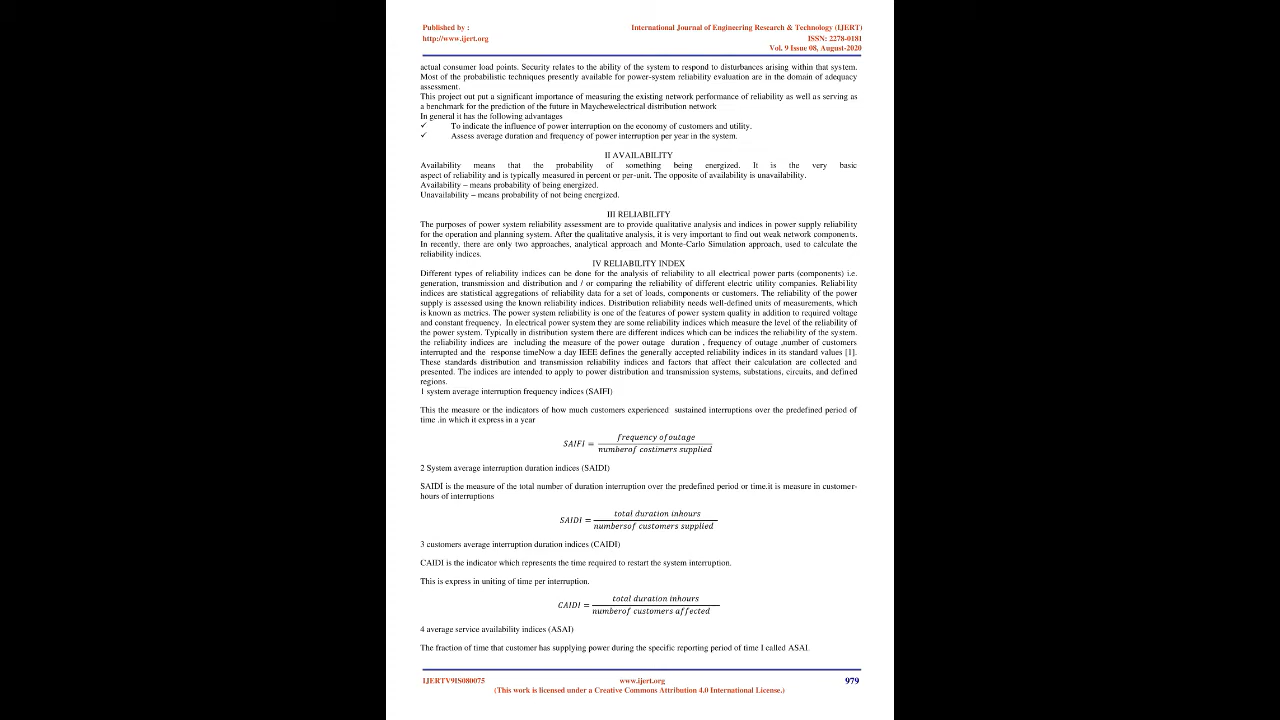 Published by :
http://www.ijert.org
International Journal of Engineering Research & Technology (IJERT)
ISSN: 2278-0181
Vol. 9 Issue 08, August-2020
actual consumer load points. Security relates to the ability of the system to respond to disturbances arising within that system.
Most of the probabilistic techniques presently available for power-system reliability evaluation are in the domain of adequacy
assessment.
This project out put a significant importance of measuring the existing network performance of reliability as well as serving as
a benchmark for the prediction of the future in Maychewelectrical distribution network
In general it has the following advantages
✓ To indicate the influence of power interruption on the economy of customers and utility.
✓ Assess average duration and frequency of power interruption per year in the system.
II AVAILABILITY
Availability means that the probability of something being energized. It is the very basic
aspect of reliability and is typically measured in percent or per-unit. The opposite of availability is unavailability.
Availability – means probability of being energized.
Unavailability – means probability of not being energized.
III RELIABILITY
The purposes of power system reliability assessment are to provide qualitative analysis and indices in power supply reliability
for the operation and planning system. After the qualitative analysis, it is very important to find out weak network components.
In recently, there are only two approaches, analytical approach and Monte-Carlo Simulation approach, used to calculate the
reliability indices.
IV RELIABILITY INDEX
Different types of reliability indices can be done for the analysis of reliability to all electrical power parts (components) i.e.
generation, transmission and distribution and / or comparing the reliability of different electric utility companies. Reliability
indices are statistical aggregations of reliability data for a set of loads, components or customers. The reliability of the power
supply is assessed using the known reliability indices. Distribution reliability needs well-defined units of measurements, which
is known as metrics. The power system reliability is one of the features of power system quality in addition to required voltage
and constant frequency. In electrical power system they are some reliability indices which measure the level of the reliability of
the power system. Typically in distribution system there are different indices which can be indices the reliability of the system.
the reliability indices are including the measure of the power outage duration , frequency of outage ,number of customers
interrupted and the response timeNow a day IEEE defines the generally accepted reliability indices in its standard values [1].
These standards distribution and transmission reliability indices and factors that affect their calculation are collected and
presented. The indices are intended to apply to power distribution and transmission systems, substations, circuits, and defined
regions.
1 system average interruption frequency indices (SAIFI)
This the measure or the indicators of how much customers experienced sustained interruptions over the predefined period of
time .in which it express in a year
SAIFI = frequency ofoutage
numberof costimers supplied
2 System average interruption duration indices (SAIDI)
SAIDI is the measure of the total number of duration interruption over the predefined period or time.it is measure in customer-
hours of interruptions
SAIDI = total duration inhours
numbersof customers supplied
3 customers average interruption duration indices (CAIDI)
CAIDI is the indicator which represents the time required to restart the system interruption.
This is express in uniting of time per interruption.
CAIDI = total duration inhours
numberof customers affected
4 average service availability indices (ASAI)
The fraction of time that customer has supplying power during the specific reporting period of time I called ASAI.
IJERTV9IS080075
www.ijert.org
979
(This work is licensed under a Creative Commons Attribution 4.0 International License.)